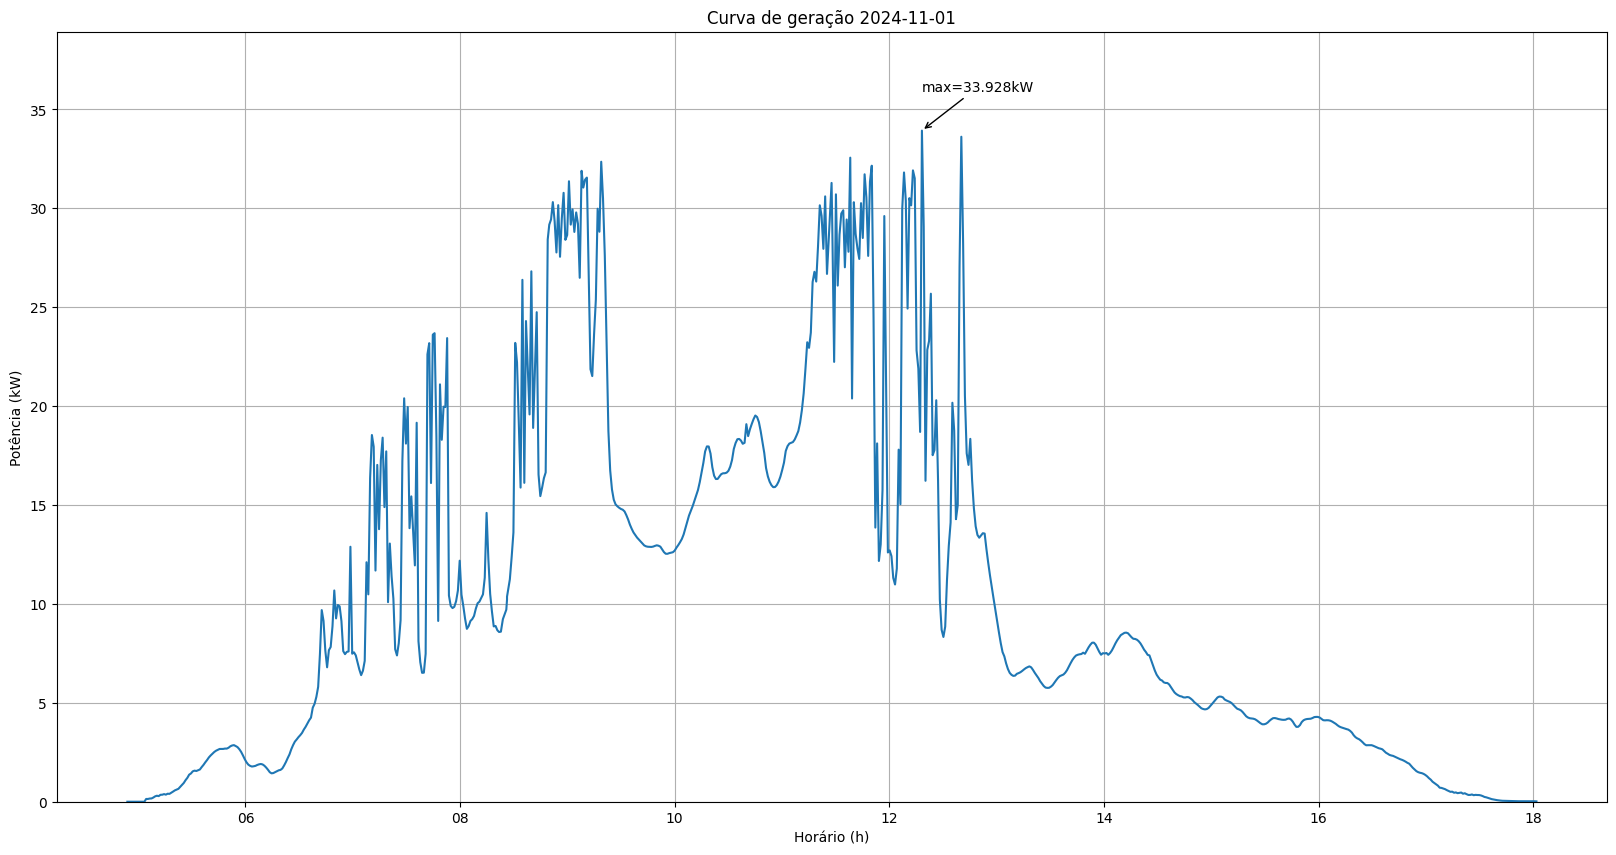 Curva de geração 2024-11-01
max=33.928kW
35
30
25
20
15
10
5
0
Potência (kW)
06 08 10 12 14 16 18
Horário (h)